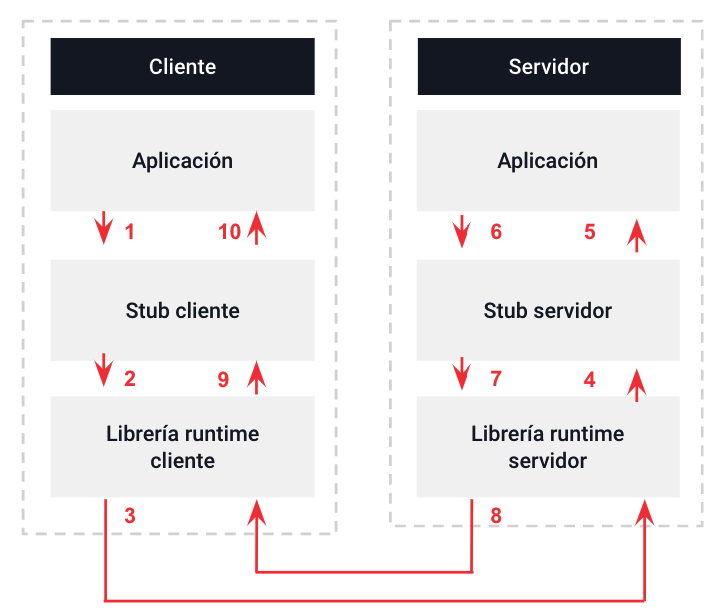 Cliente
Servidor
Aplicación
Aplicación
1
10
6
5
Stub cliente
Stub servidor
2
9
7
4
Librería runtime
cliente
Librería runtime
servidor
3
8